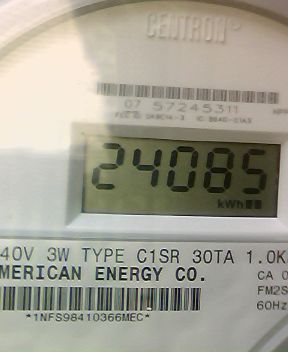 CENTRON®
07 57245311
24085
kWh
40V 3W TYPE C1SR 30TA 1.0K
MERICAN ENERGY CO.
CA 0
FM2S
60Hz
*1NFS98410366MEC*